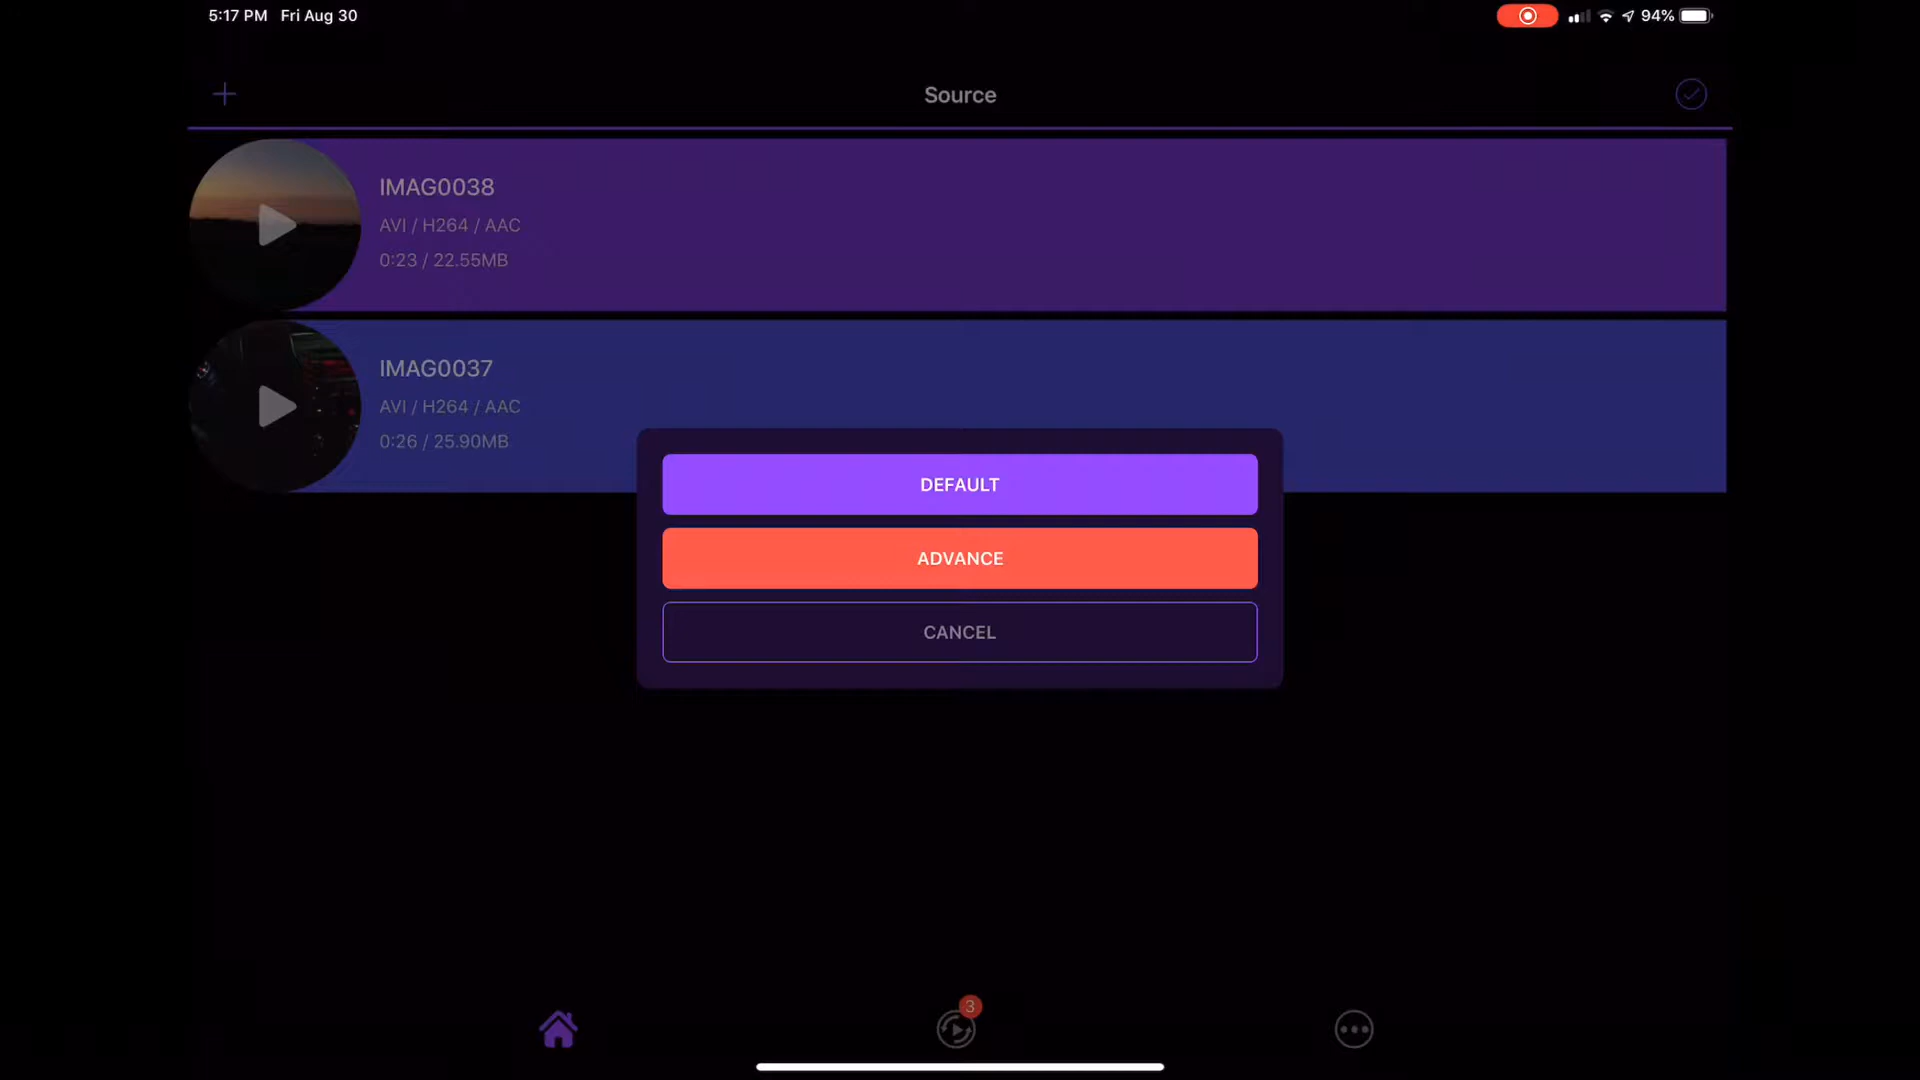 5:17 PM Fri Aug 30
94%
Source
IMAG0038
AVI / H264 / AAC
0:23 / 22.55MB
IMAG0037
AVI / H264 / AAC
0:26 / 25.90MB
DEFAULT
ADVANCE
CANCEL
3